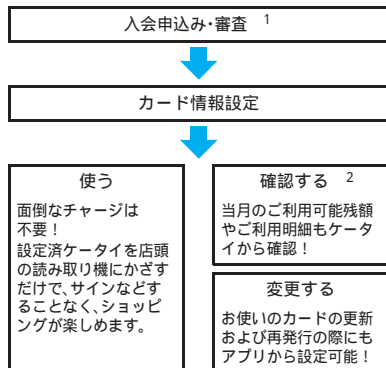 入会申込み・審査 1
カード情報設定
使う
面倒なチャージは
不要！
設定済ケータイを店頭
の読み取り機にかざす
だけで、サインなどす
ることなく、ショッピ
ングが楽しめます。
確認する 2
当月のご利用可能残額
やご利用明細もケータ
イから確認！
変更する
お使いのカードの更新
および再発行の際にも
アプリから設定可能！